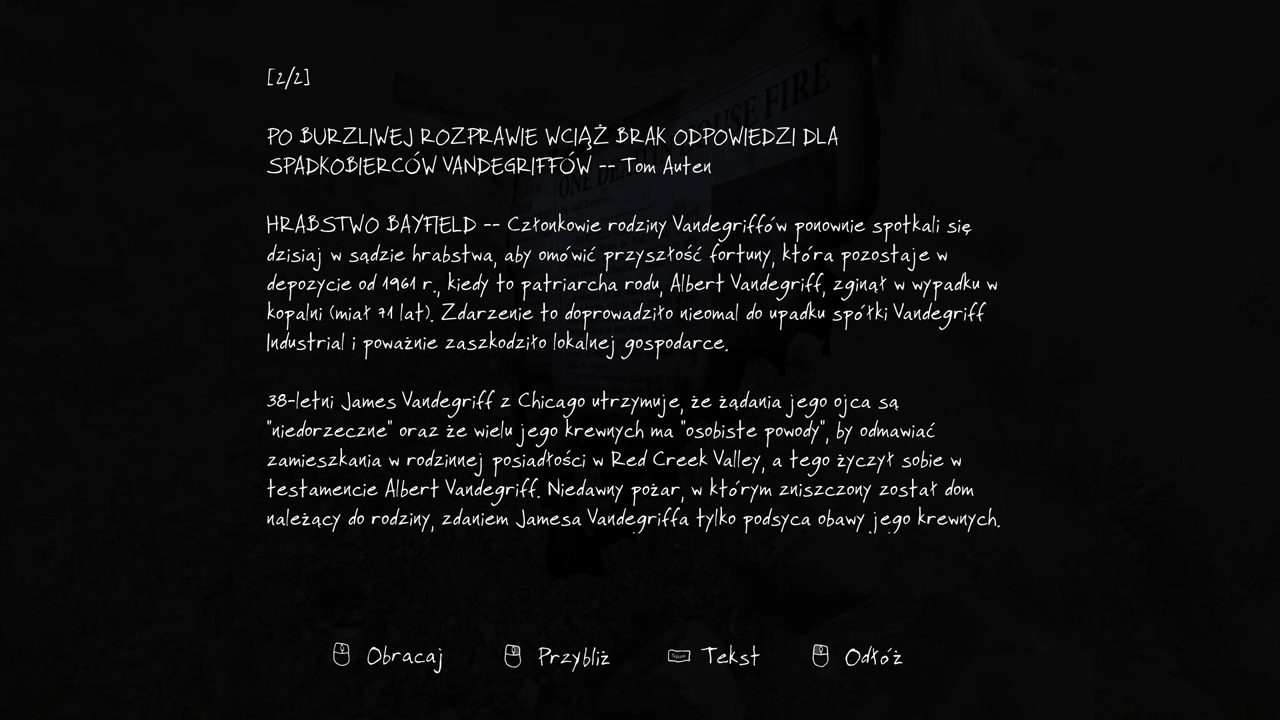 [2/2]
PO BURZLIWEJ ROZPRAWIE WCIĄŻ BRAK ODPOWIEDZI DLA
SPADKOBIERCÓW VANDEGRIFFÓW -- Tom Auten
HRABSTWO BAYFIELD -- Członkowie rodziny Vandegriffów ponownie spotkali się
dzisiaj w sądzie hrabstwa, aby omówić przyszłość fortuny, która pozostaje w
depozycie od 1961 r., kiedy to patriarcha rodu, Albert Vandegriff, zginął w wypadku w
kopalni (miał 71 lat). Zdarzenie to doprowadziło nieomal do upadku spółki Vandegriff
Industrial i poważnie zaszkodziło lokalnej gospodarce.
38-letni James Vandegriff z Chicago utrzymuje, że żądania jego ojca są
"niedorzeczne" oraz że wielu jego krewnych ma "osobiste powody", by odmawiać
zamieszkania w rodzinnej posiadłości w Red Creek Valley, a tego życzył sobie w
testamencie Albert Vandegriff. Niedawny pożar, w którym zniszczony został dom
należący do rodziny, zdaniem Jamesa Vandegriffa tylko podsyca obawy jego krewnych.
Obracaj Przybliż Tekst Odłóż